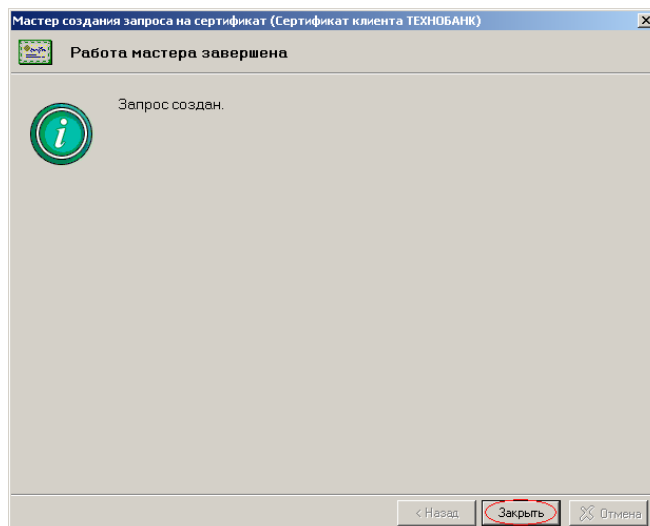 Мастер создания запроса на сертификат (Сертификат клиента ТЕХНОБАНК)
Работа мастера завершена
Запрос создан.
< Назад Закрыть Отмена